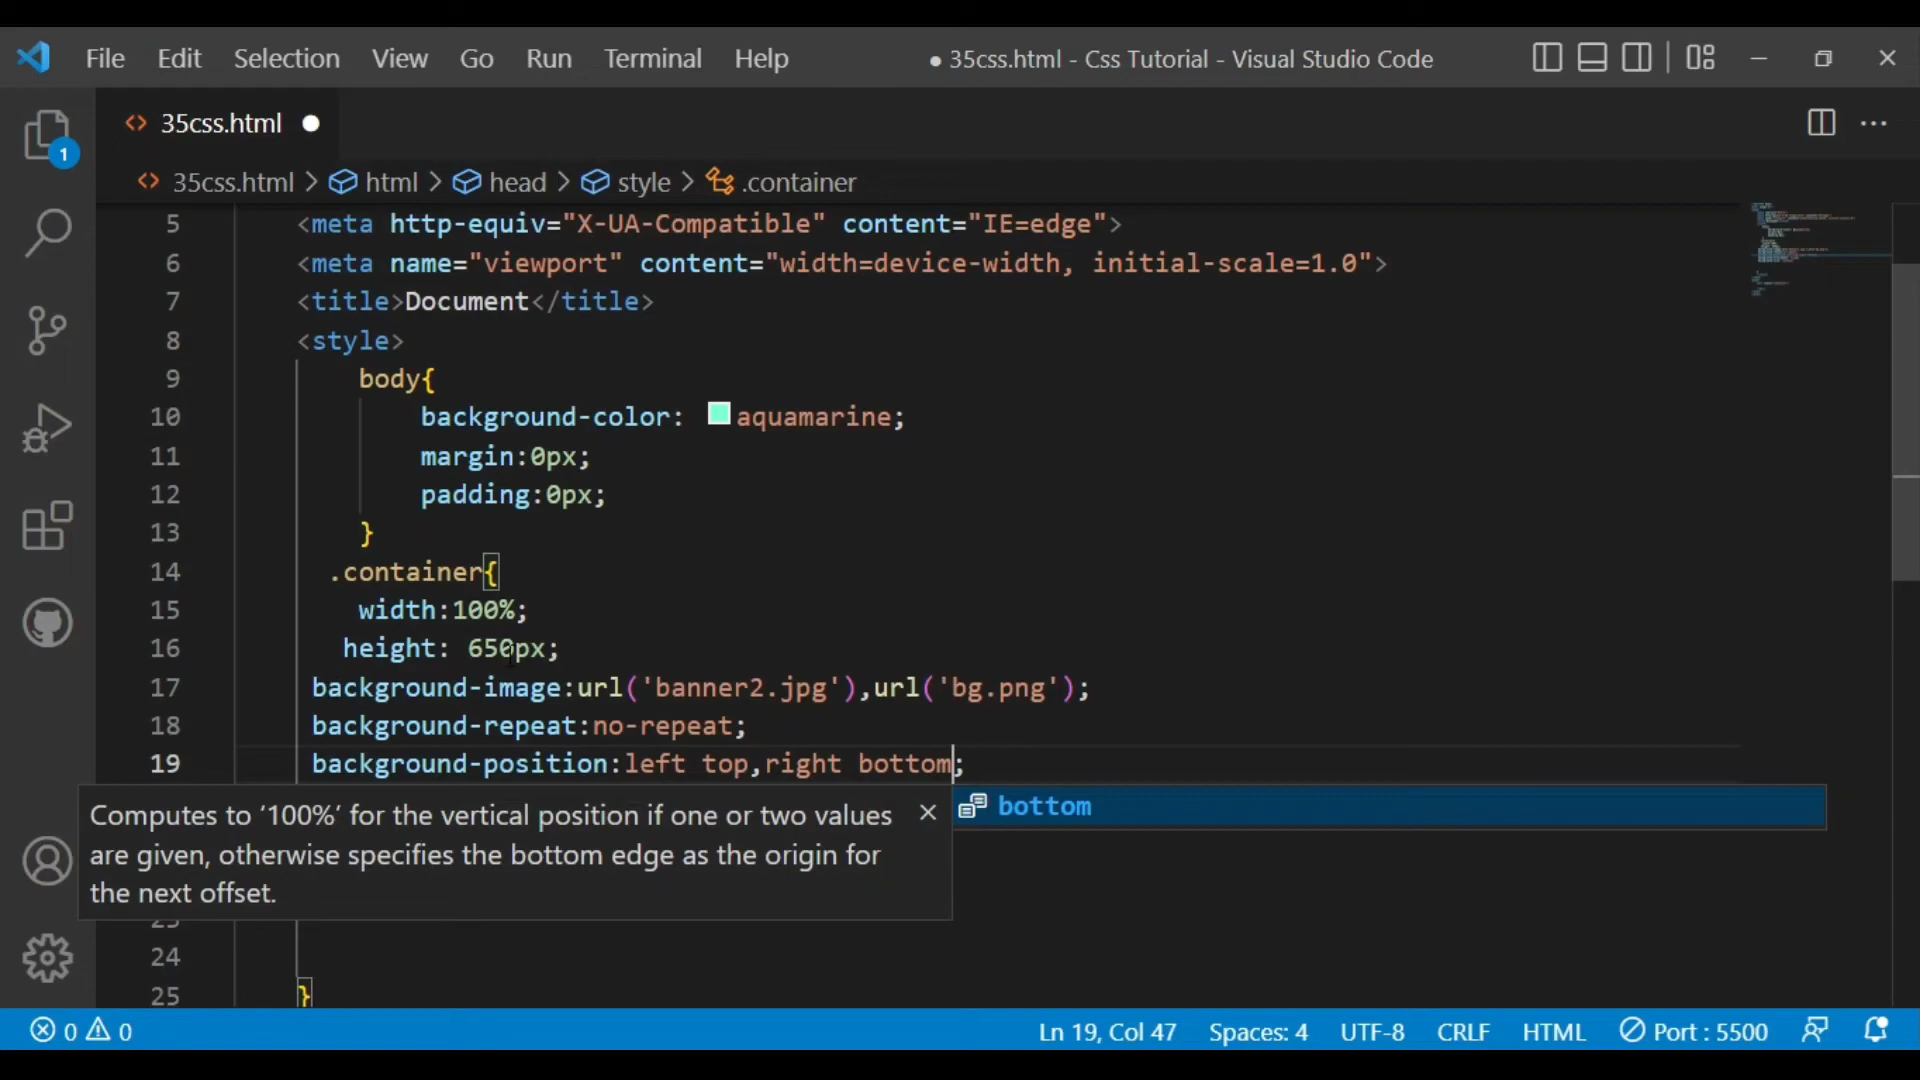 File Edit Selection View Go Run Terminal Help ● 35css.html - Css Tutorial - Visual Studio Code
35css.html
1
35css.html > html > head > style > .container
5 <meta http-equiv="X-UA-Compatible" content="IE=edge">
6 <meta name="viewport" content="width=device-width, initial-scale=1.0">
7 <title>Document</title>
8 <style>
9 body{
10 background-color: aquamarine;
11 margin:0px;
12 padding:0px;
13 }
14 .container{
15 width:100%;
16 height: 650px;
17 background-image:url('banner2.jpg'),url('bg.png');
18 background-repeat:no-repeat;
19 background-position:left top,right bottom;
bottom
Computes to ‘100%’ for the vertical position if one or two values
are given, otherwise specifies the bottom edge as the origin for
the next offset.
24
25 }
0 0 Ln 19, Col 47 Spaces: 4 UTF-8 CRLF HTML Port : 5500